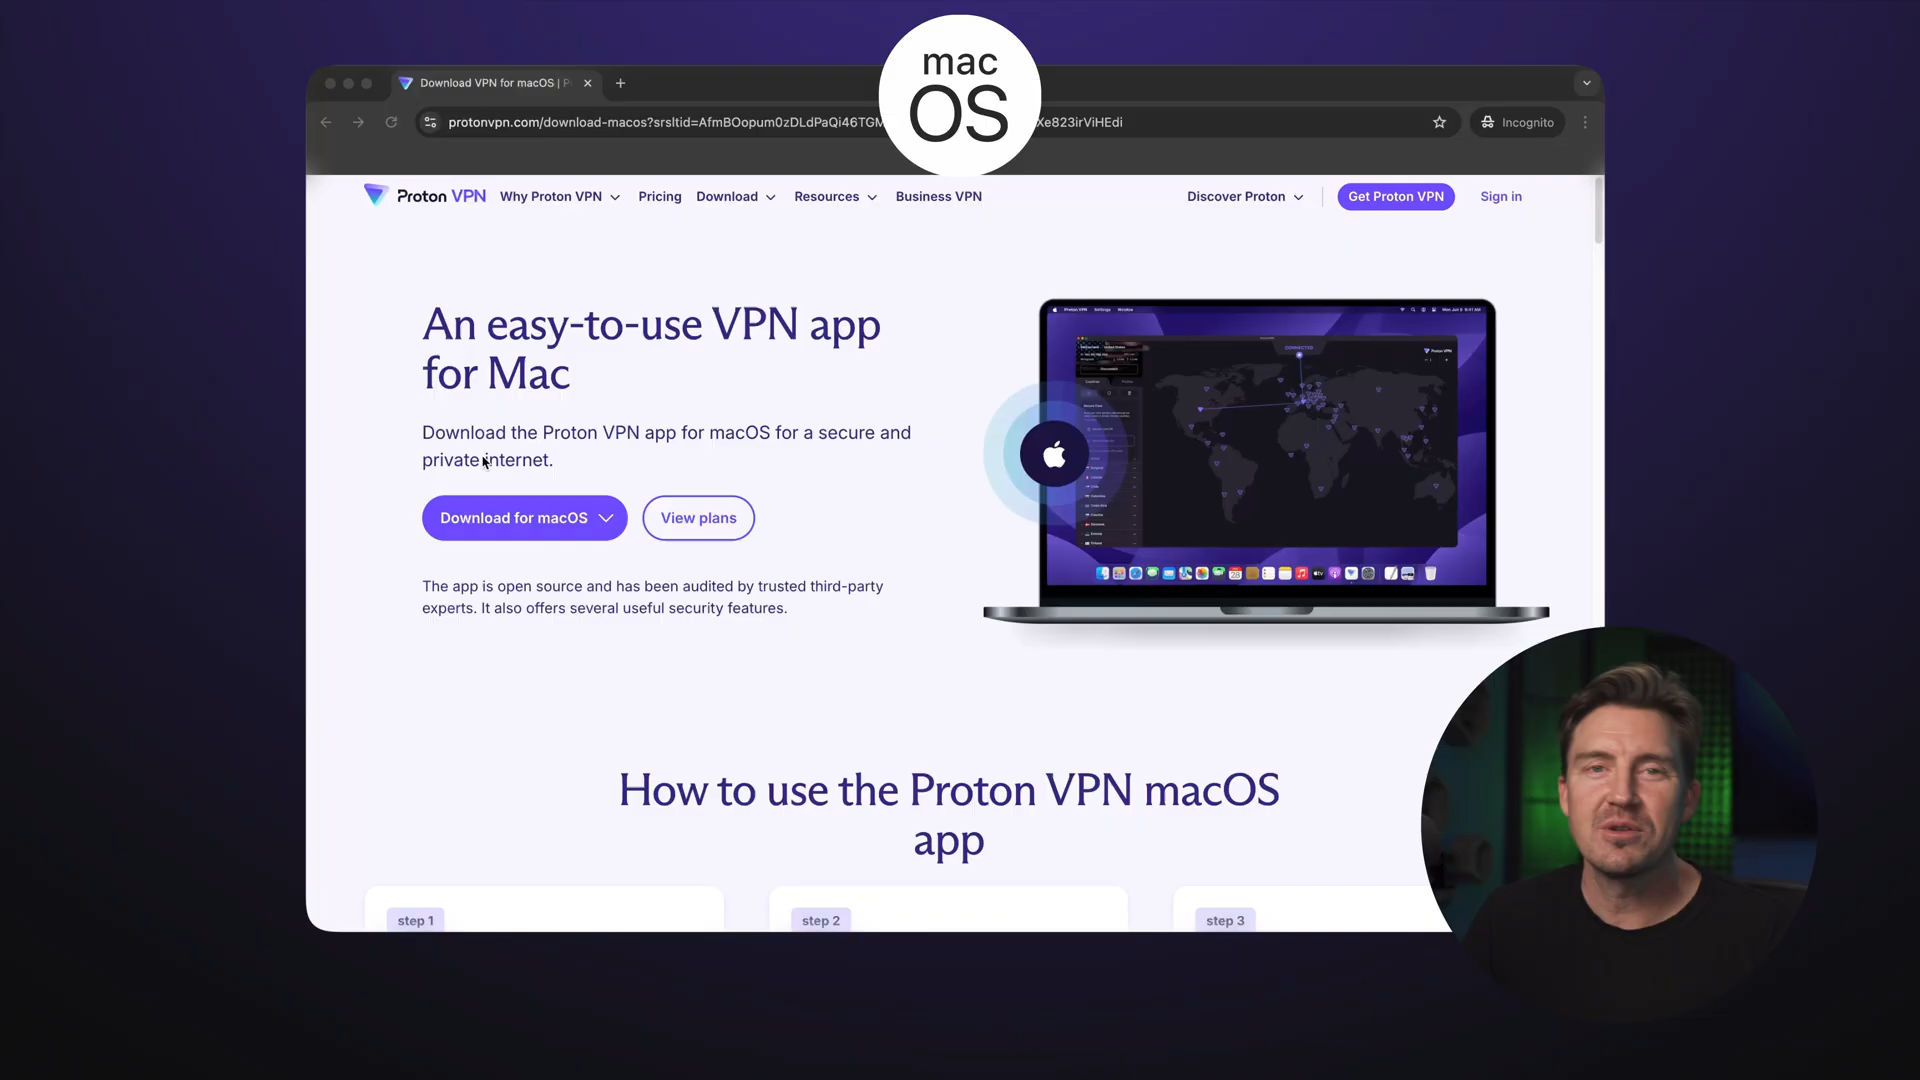 mac
OS
Download VPN for macOS | P
protonvpn.com/download-macos?srsltid=AfmBOopum0zDLdPaQi46TGM
Xe823irViHEdi
Incognito
Proton VPN
Why Proton VPN
Pricing
Download
Resources
Business VPN
Discover Proton
Get Proton VPN
Sign in
An easy-to-use VPN app
for Mac
Download the Proton VPN app for macOS for a secure and
private internet.
Download for macOS
View plans
The app is open source and has been audited by trusted third-party
experts. It also offers several useful security features.
CONNECTED
Proton VPN
How to use the Proton VPN macOS
app
step 1
step 2
step 3